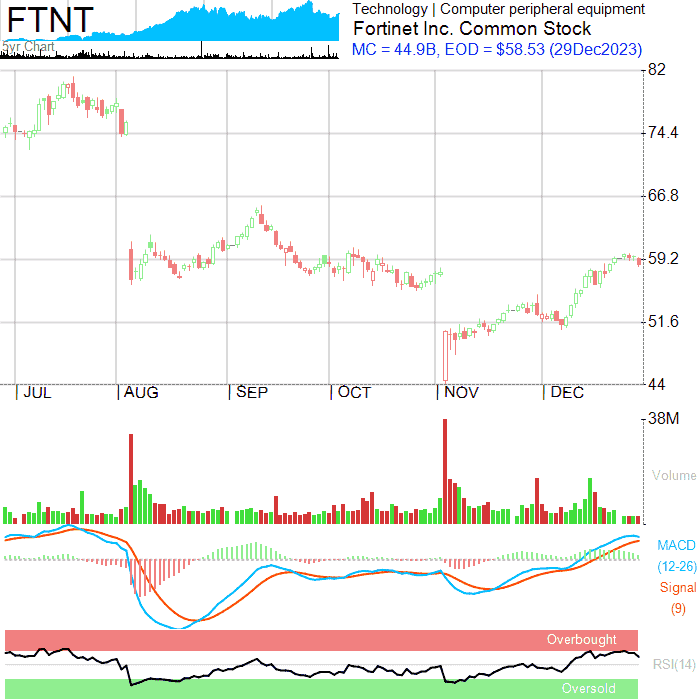 FTNT
5yr Chart
Technology | Computer peripheral equipment
Fortinet Inc. Common Stock
MC = 44.9B, EOD = $58.53 (29Dec2023)
82
74.4
66.8
59.2
51.6
44
JUL AUG SEP OCT NOV DEC
38M
Volume
MACD
(12-26)
Signal
(9)
Overbought
RSI(14)
Oversold